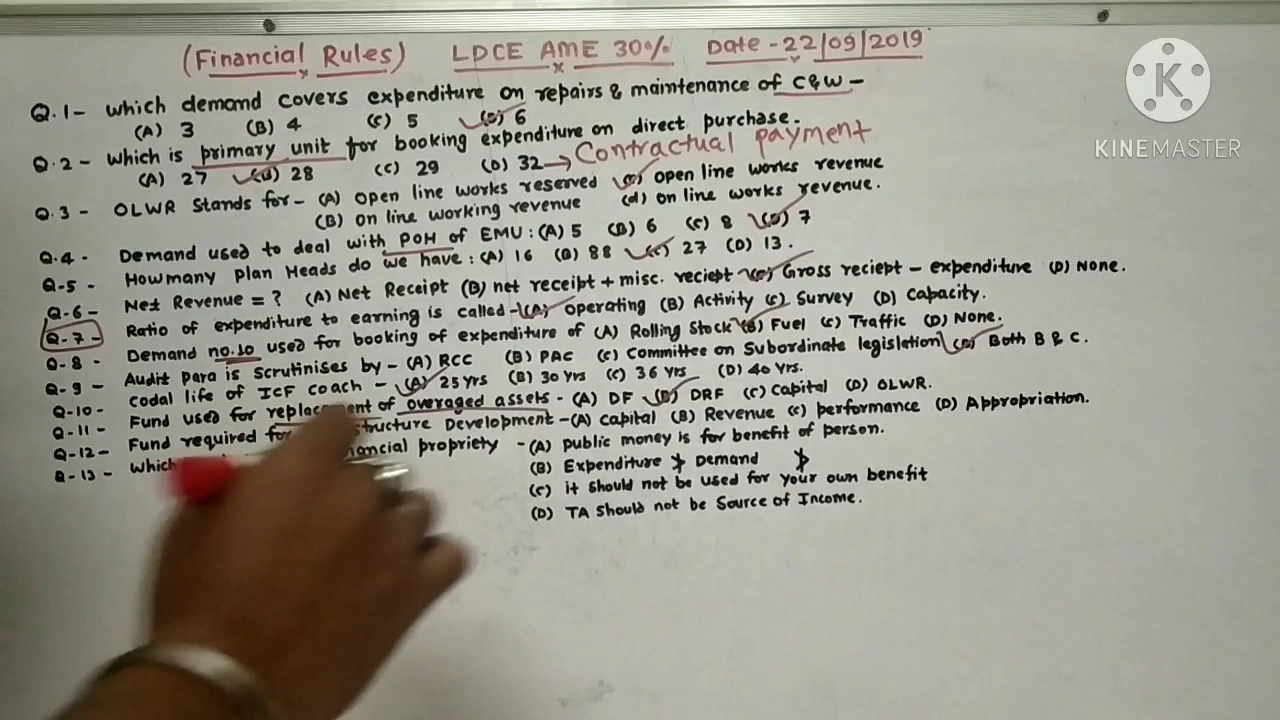 (Financial Rules) LDCE AME 30% Date - 22/09/2019
K
KINEMASTER
Q.1 - which demand covers expenditure on repairs & maintenance of C&W -
(A) 3 (B) 4 (C) 5 (D) 6
Q.2 - which is primary unit for booking expenditure on direct purchase.
(A) 27 (B) 28 (C) 29 (D) 32 → Contractual payment
Q.3 - OLWR stands for - (A) open line works reserved (C) open line works revenue
(B) on line working revenue (d) on line works revenue.
Q.4 - Demand used to deal with POH of EMU : (A) 5 (B) 6 (C) 8 (D) 7
Q-5 - How many plan Heads do we have : (A) 16 (B) 88 (C) 27 (D) 13.
Q-6 - Net Revenue = ? (A) Net Receipt (B) net receipt + misc. reciept (C) Gross reciept - expenditure (D) None.
Q-7 - Ratio of expenditure to earning is called - (A) operating (B) Activity (C) Survey (D) Capacity.
Q-8 - Demand no.10 used for booking of expenditure of (A) Rolling Stock (B) Fuel (C) Traffic (D) None.
Q-9 - Audit para is scrutinises by - (A) RCC (B) PAC (C) Committee on Subordinate legislation (D) Both B & C.
Q-10 - Codal life of ICF coach - (A) 25 yrs (B) 30 yrs (C) 36 yrs (D) 40 yrs.
Q-11 - Fund used for replacement of overaged assets - (A) DF (B) DRF (C) Capital (D) OLWR.
Q-12 - Fund required for structure Development - (A) Capital (B) Revenue (C) performance (D) Appropriation.
Q-13 - which financial propriety - (A) public money is for benefit of person.
(B) Expenditure ≯ Demand ≯
(C) it should not be used for your own benefit
(D) TA should not be source of Income.